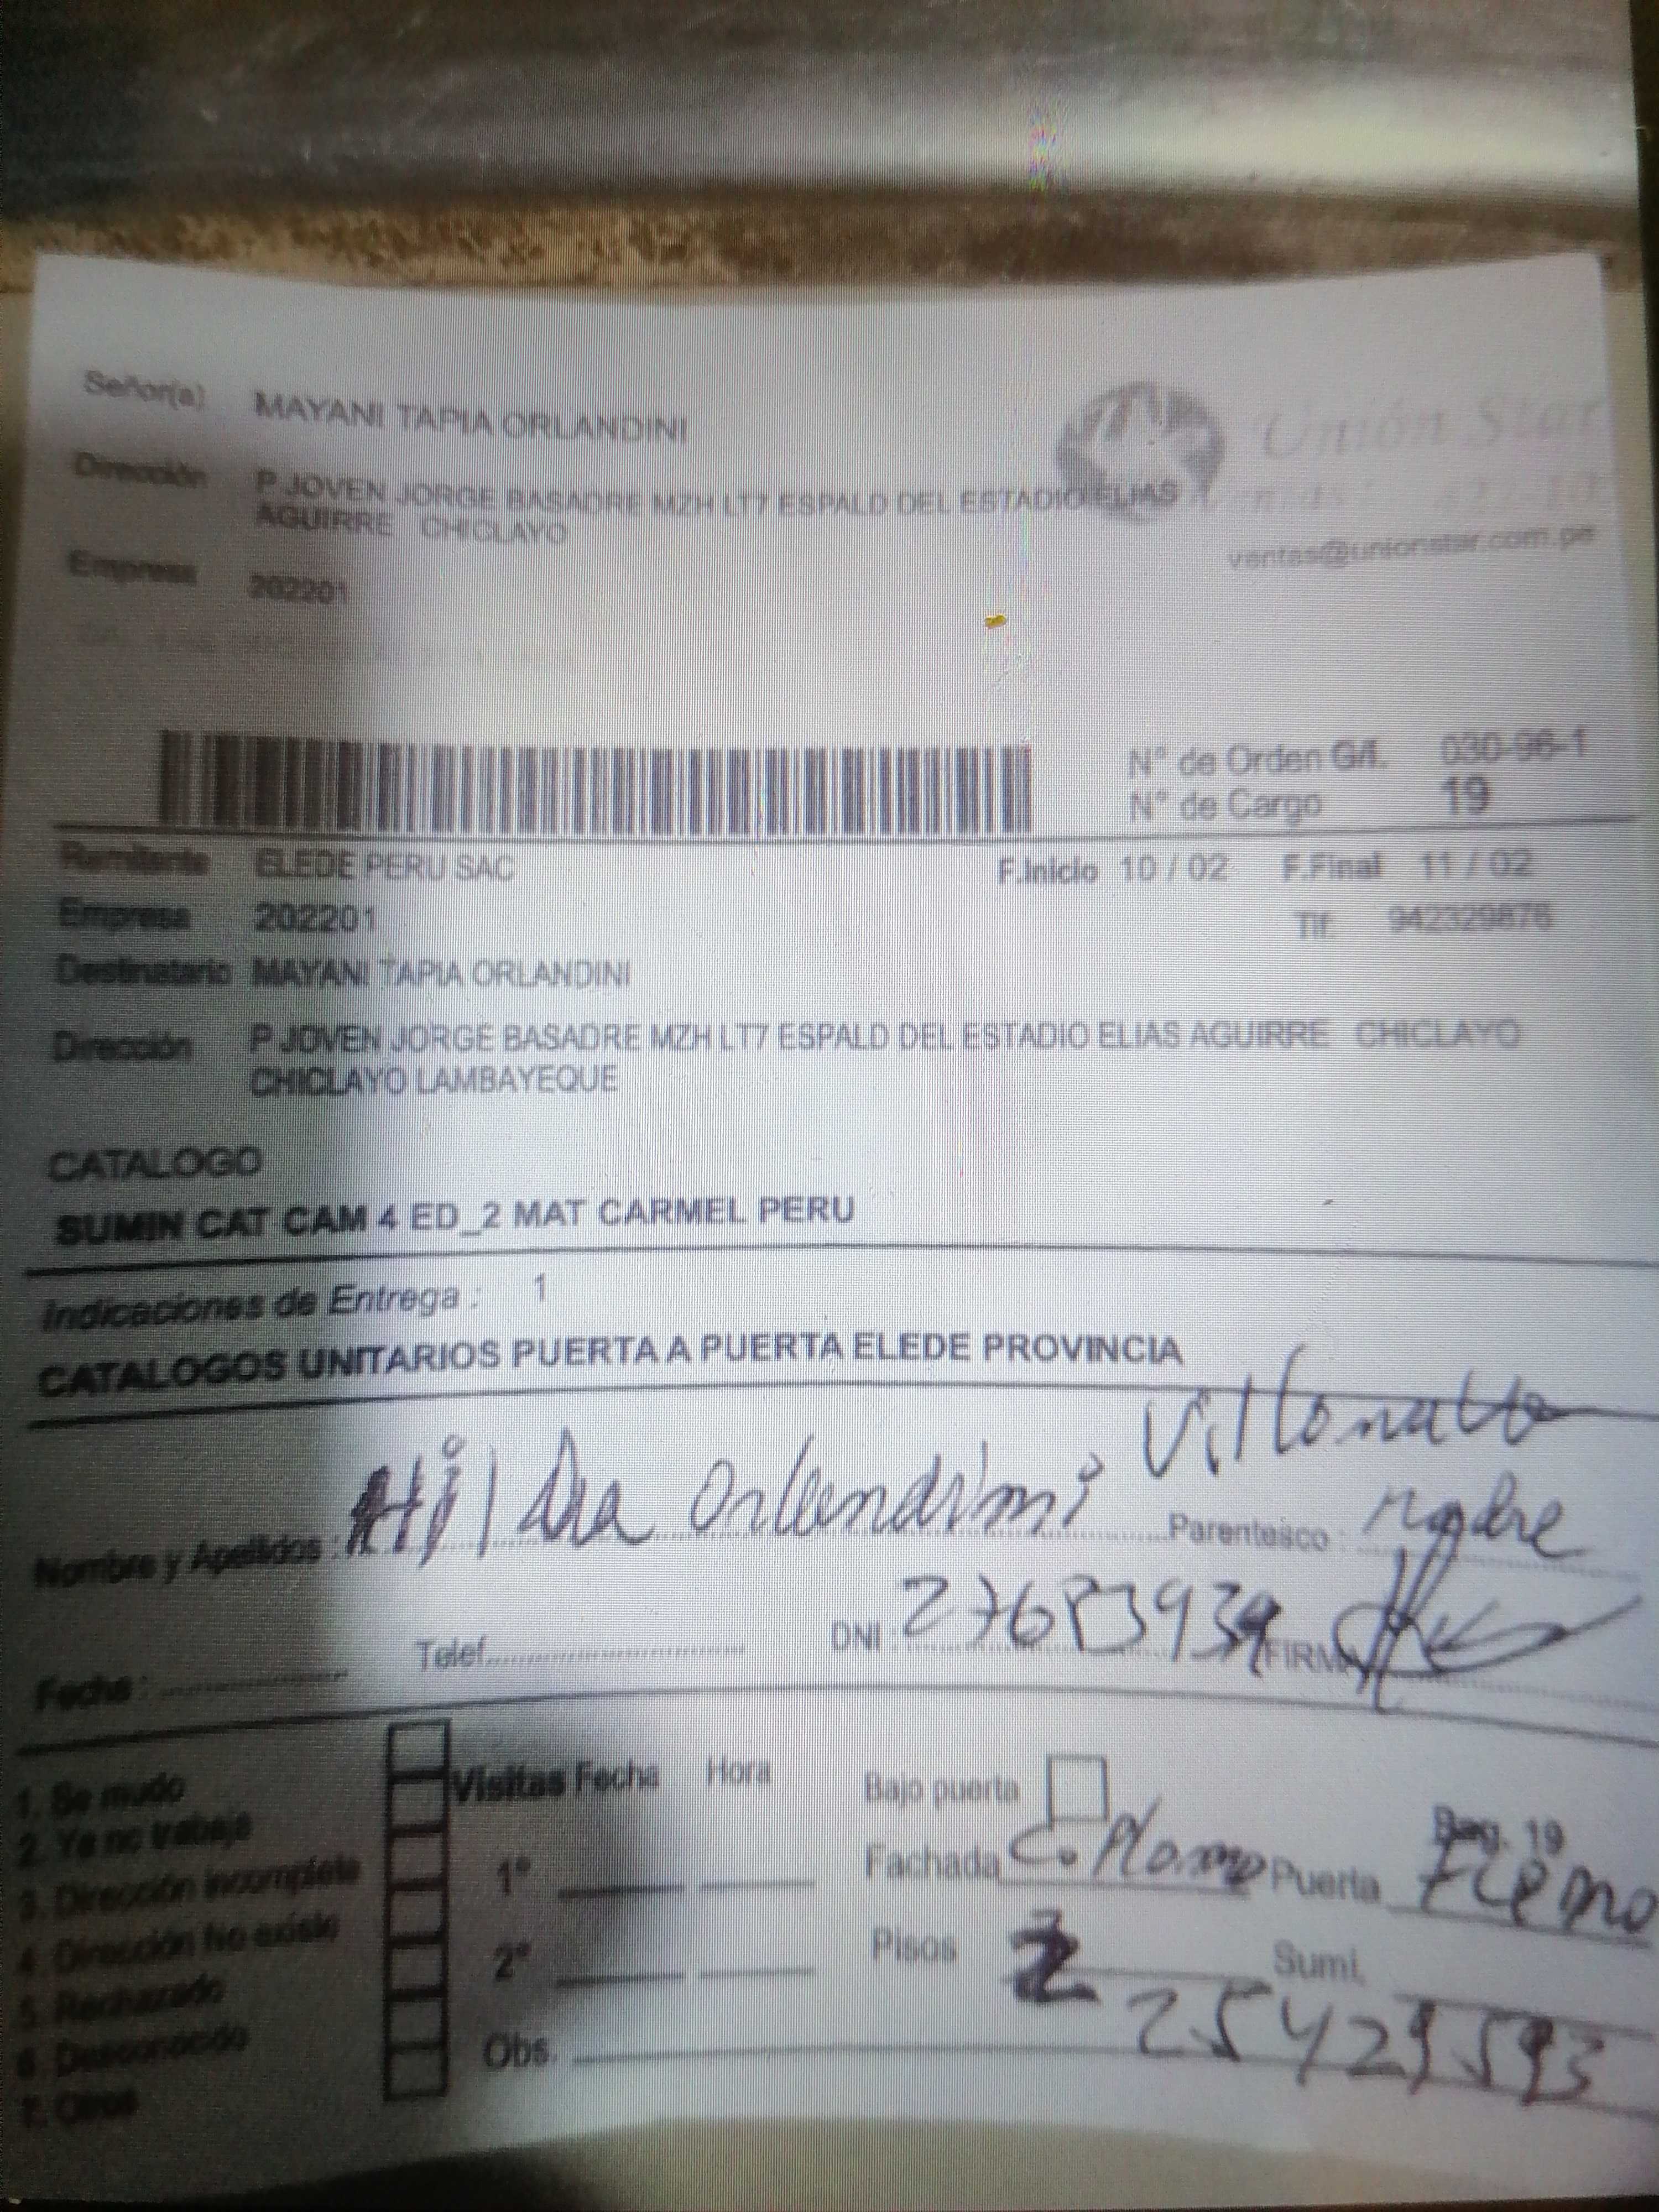 Señor(a) MAYANI TAPIA ORLANDINI
Unión Star
Dirección P JOVEN JORGE BASADRE MZH LT7 ESPALD DEL ESTADIO ELIAS
AGUIRRE CHICLAYO
ventas@unionstar.com.pe
Empresa 202201
N° de Orden G/I. 030-96-1
N° de Cargo 19
Remitente ELEDE PERU SAC F.Inicio 10 / 02 F.Final 11 / 02
Empresa 202201 Tlf. 942329876
Destinatario MAYANI TAPIA ORLANDINI
Dirección P JOVEN JORGE BASADRE MZH LT7 ESPALD DEL ESTADIO ELIAS AGUIRRE CHICLAYO
CHICLAYO LAMBAYEQUE
CATALOGO
SUMIN CAT CAM 4 ED_2 MAT CARMEL PERU
Indicaciones de Entrega : 1
CATALOGOS UNITARIOS PUERTA A PUERTA ELEDE PROVINCIA
Nombre y Apellidos : Hilda Orlandini Parentesco : Madre
Fecha : Telef. DNI FIRMA
1. Se mudo
2. Ya no trabaja
3. Dirección incompleta
4. Dirección No existe
5. Rechazado
6. Desconocido
7. Otros
Visitas Fecha Hora
1°
2°
Obs.
Bajo puerta
Pag. 19
Fachada C. Plomo Puerta Fierro
Pisos 2 Sumi.